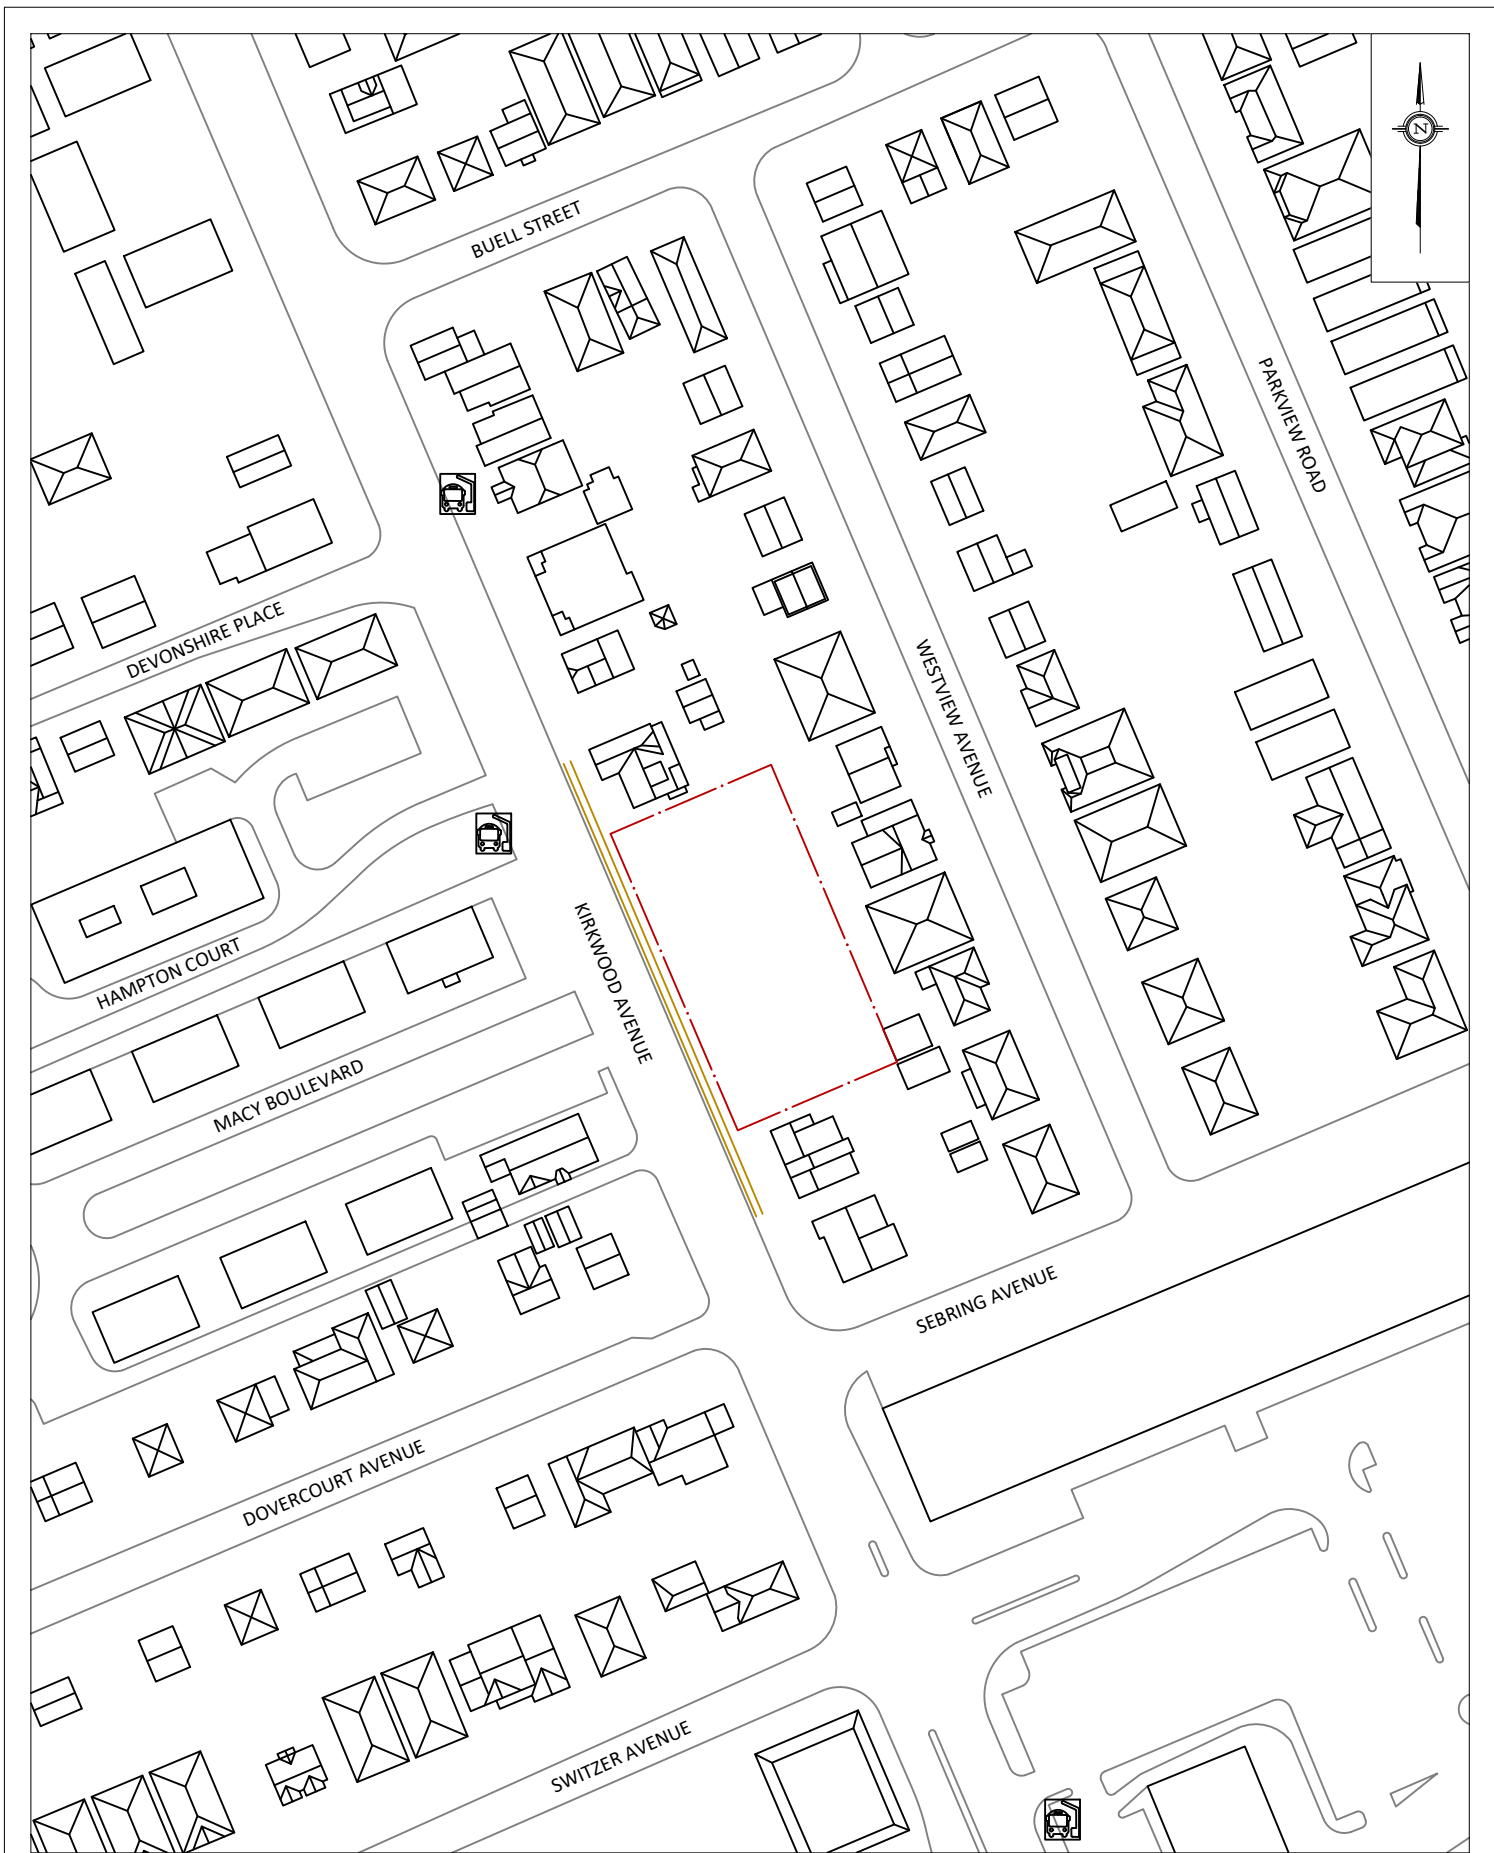 N
BUELL STREET
PARKVIEW ROAD
DEVONSHIRE PLACE
WESTVIEW AVENUE
KIRKWOOD AVENUE
HAMPTON COURT
MACY BOULEVARD
SEBRING AVENUE
DOVERCOURT AVENUE
SWITZER AVENUE